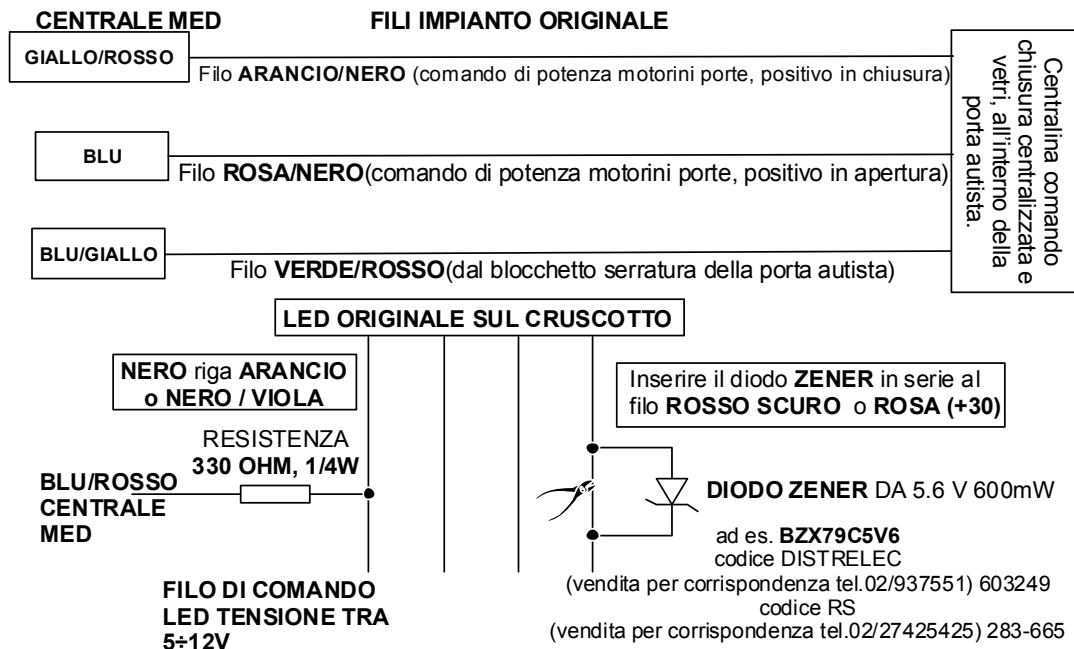 CENTRALE MED
FILI IMPIANTO ORIGINALE
GIALLO/ROSSO
Filo ARANCIO/NERO (comando di potenza motorini porte, positivo in chiusura)
BLU
Filo ROSA/NERO(comando di potenza motorini porte, positivo in apertura)
BLU/GIALLO
Filo VERDE/ROSSO(dal blocchetto serratura della porta autista)
Centralina comando
chiusura centralizzata e
vetri, all'interno della
porta autista.
LED ORIGINALE SUL CRUSCOTTO
NERO riga ARANCIO
o NERO / VIOLA
Inserire il diodo ZENER in serie al
filo ROSSO SCURO o ROSA (+30)
RESISTENZA
330 OHM, 1/4W
BLU/ROSSO
CENTRALE
MED
DIODO ZENER DA 5.6 V 600mW
ad es. BZX79C5V6
codice DISTRELEC
(vendita per corrispondenza tel.02/937551) 603249
codice RS
(vendita per corrispondenza tel.02/27425425) 283-665
FILO DI COMANDO
LED TENSIONE TRA
5÷12V